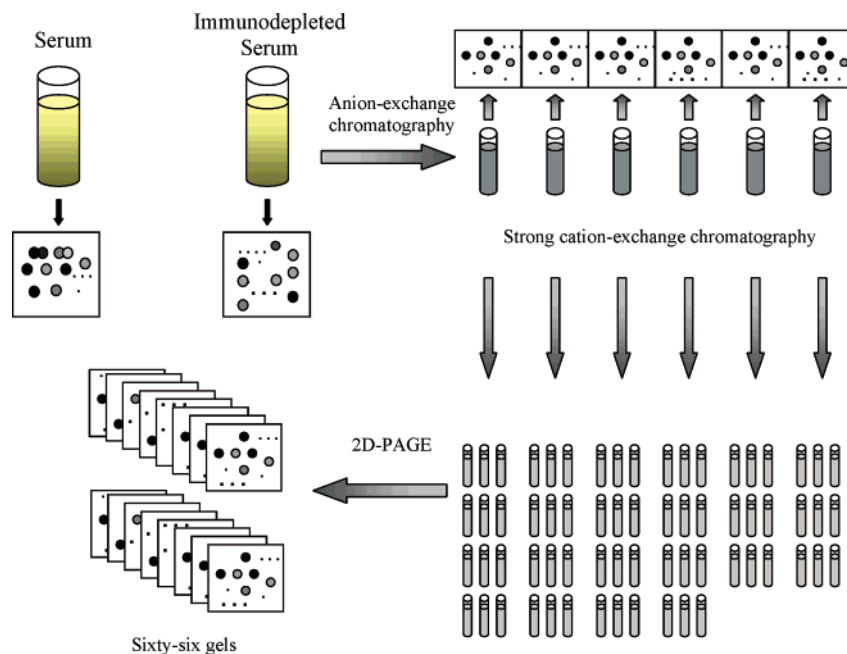 Serum
Immunodepleted
Serum
Anion-exchange
chromatography
Strong cation-exchange chromatography
2D-PAGE
Sixty-six gels